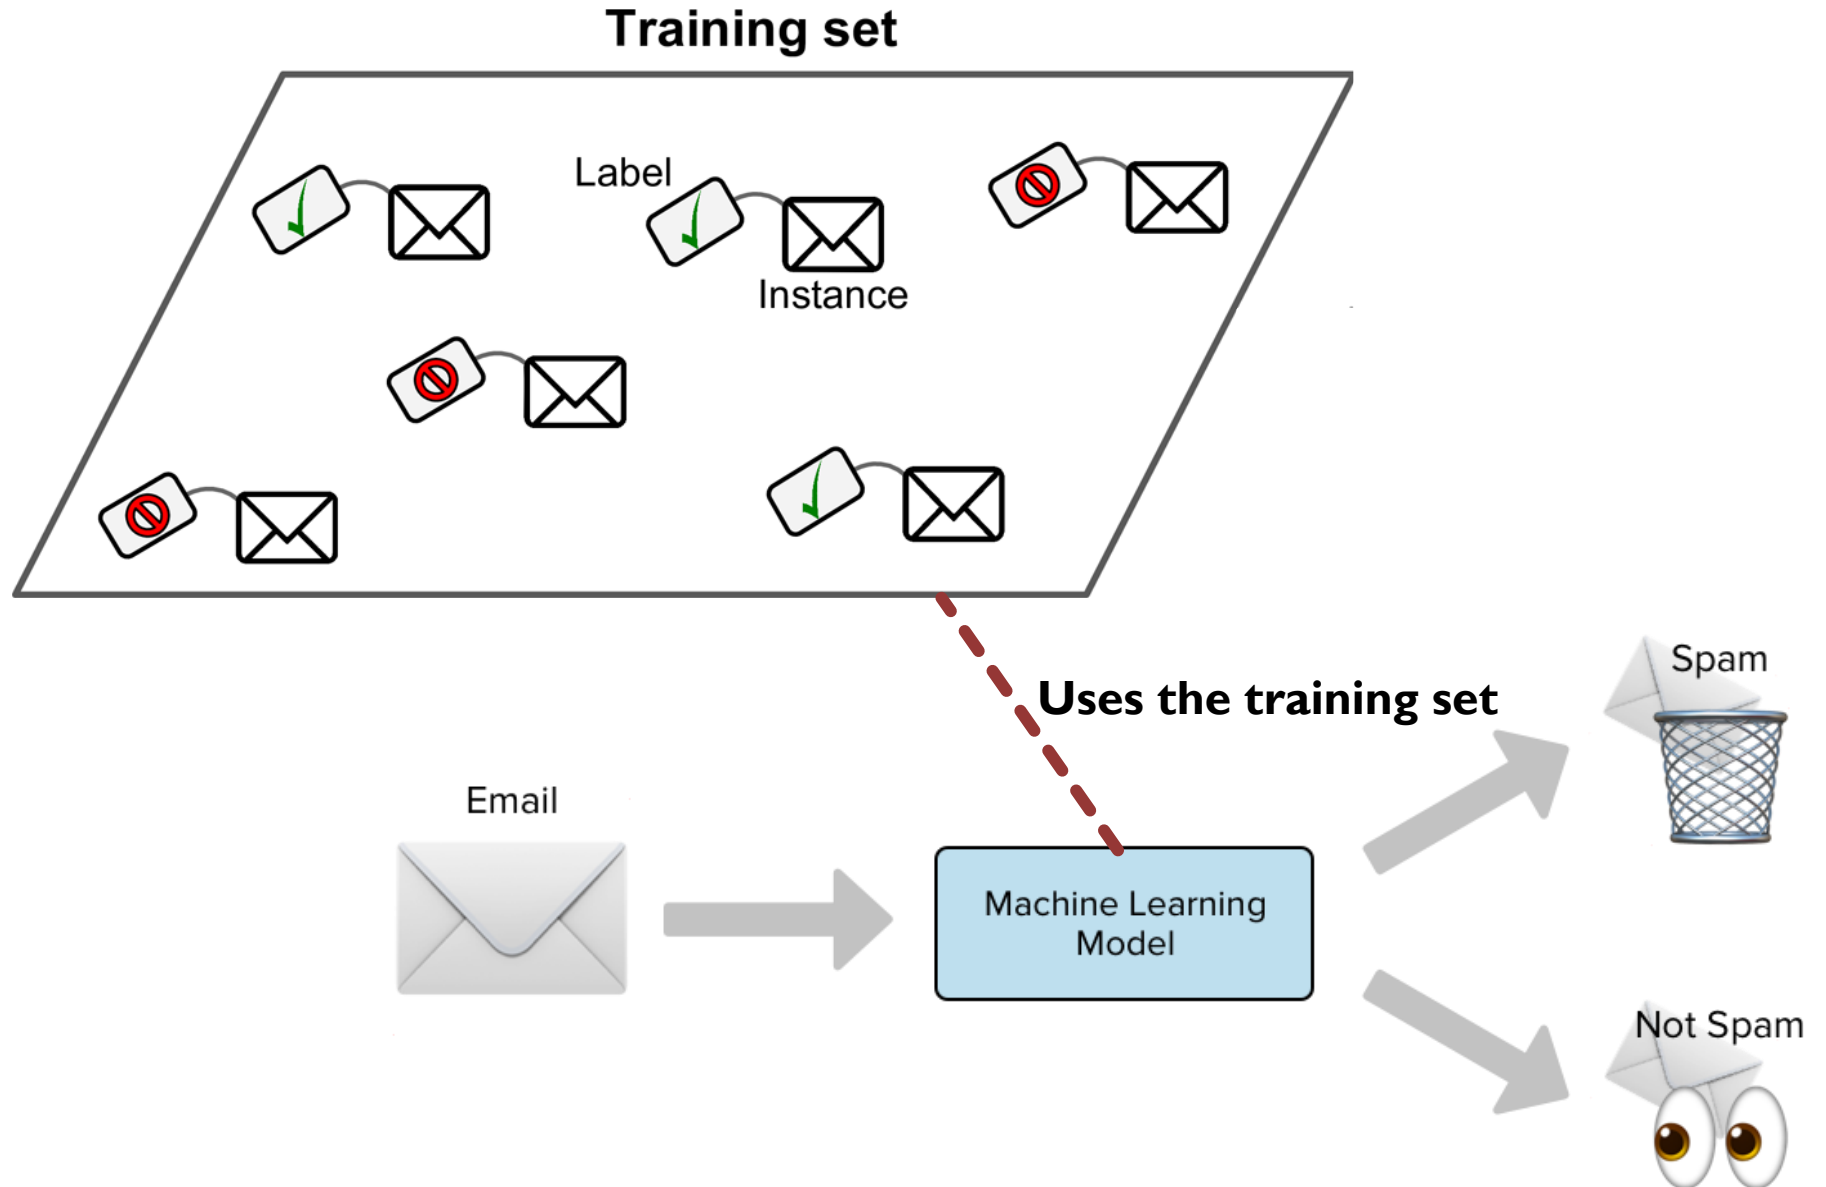 Training set
Label
Instance
Uses the training set
Spam
Email
Machine Learning
Model
Not Spam